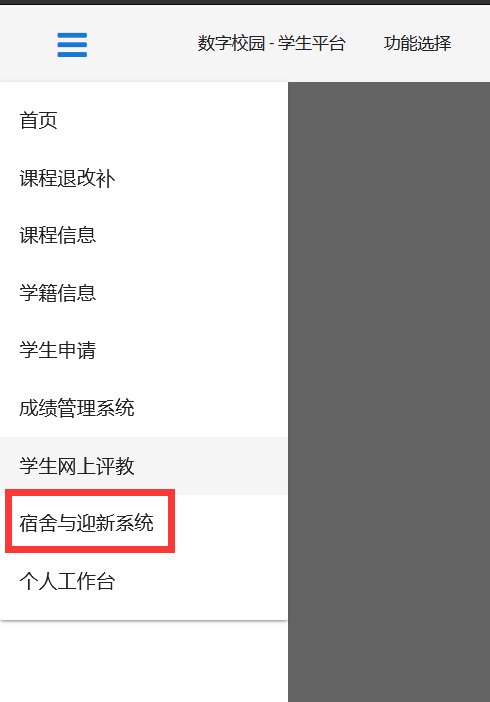 数字校园 - 学生平台 功能选择
首页
课程退改补
课程信息
学籍信息
学生申请
成绩管理系统
学生网上评教
宿舍与迎新系统
个人工作台